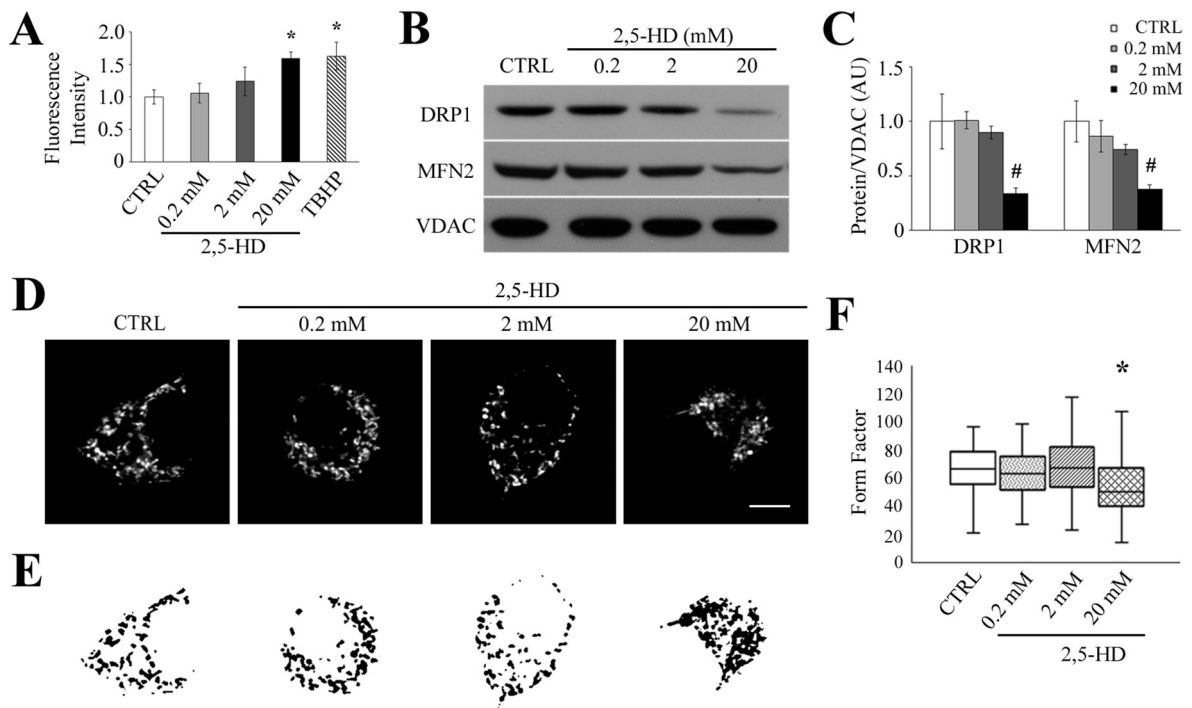 A
Fluorescence
Intensity
2.0
1.5
1.0
0.5
0
*
*
CTRL
0.2 mM
2 mM
20 mM
TBHP
2,5-HD
B
2,5-HD (mM)
CTRL 0.2 2 20
DRP1
MFN2
VDAC
C
CTRL
0.2 mM
2 mM
20 mM
Protein/VDAC (AU)
1.5
1.0
0.5
0
#
#
DRP1 MFN2
D
2,5-HD
CTRL 0.2 mM 2 mM 20 mM
E
F
Form Factor
140
120
100
80
60
40
20
0
*
CTRL
0.2 mM
2 mM
20 mM
2,5-HD